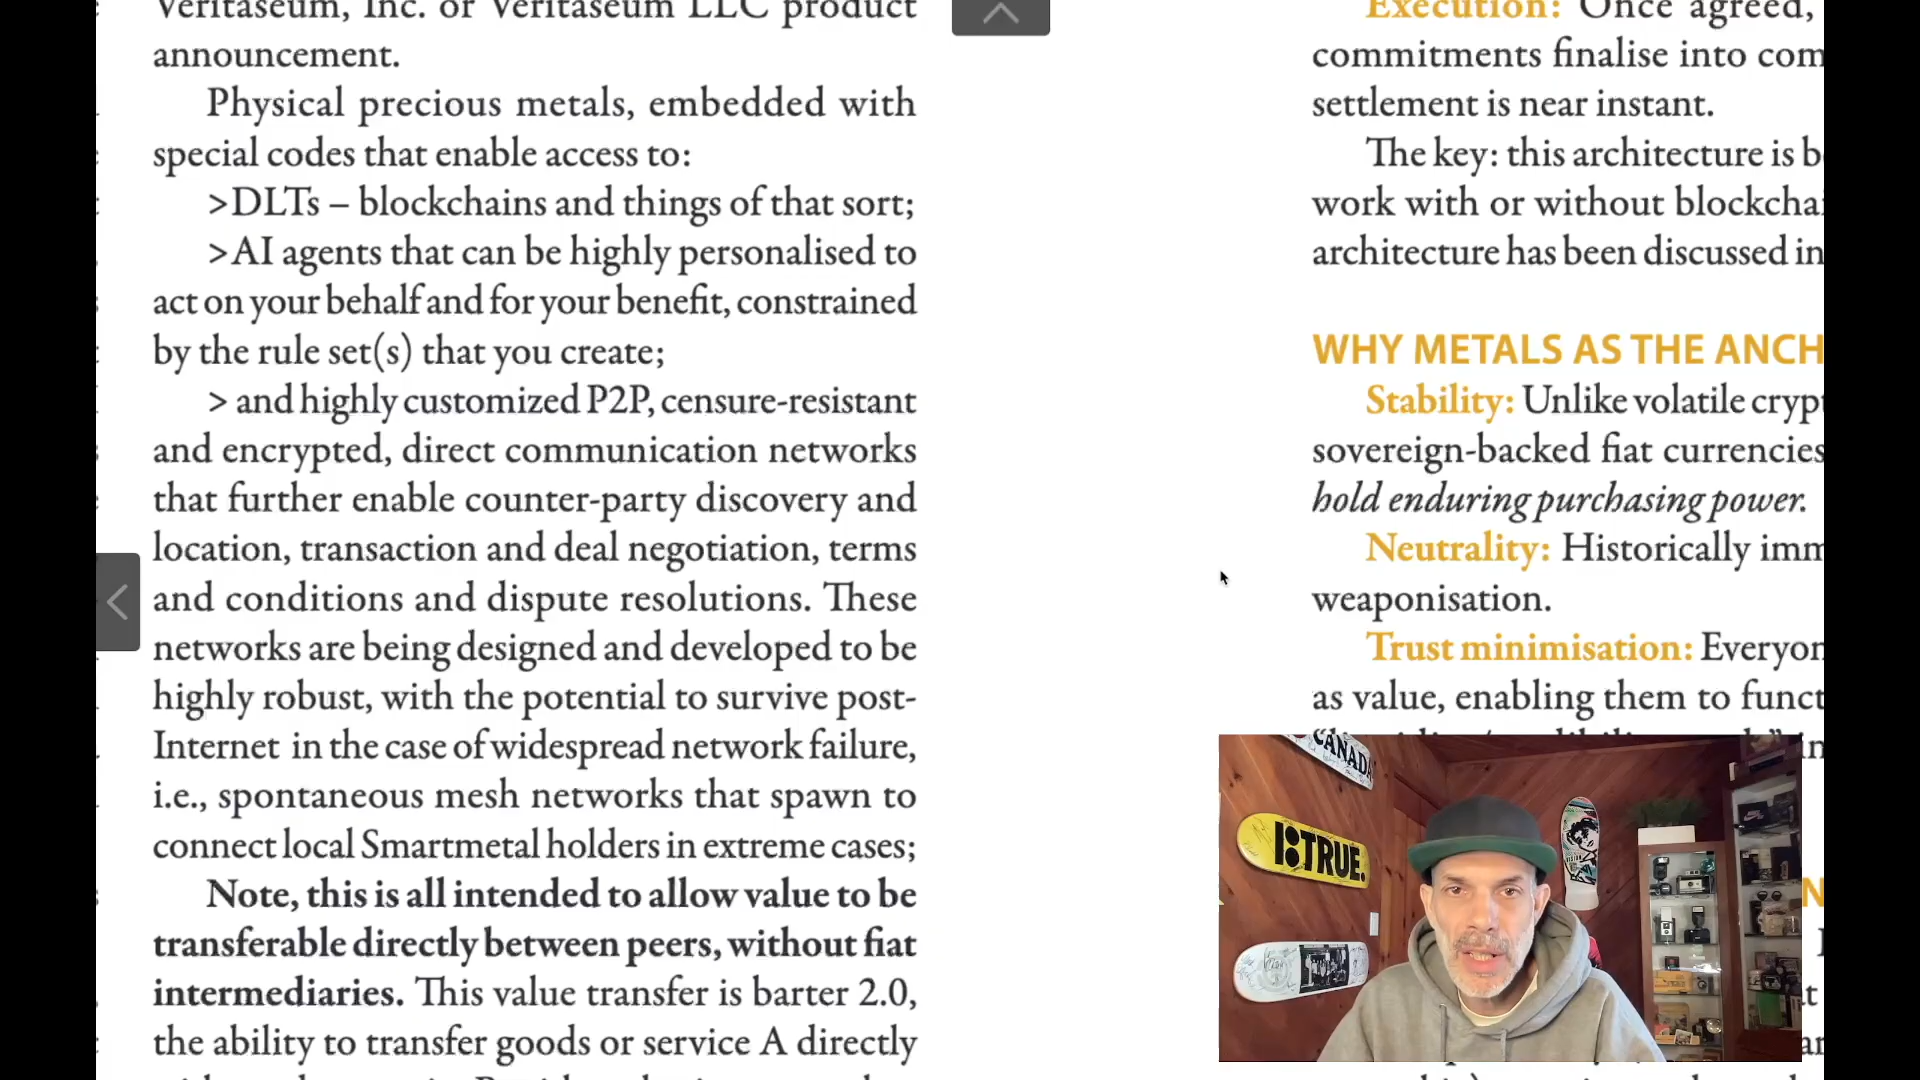 Veritaseum, Inc. or Veritaseum LLC product
announcement.
Physical precious metals, embedded with
special codes that enable access to:
>DLTs – blockchains and things of that sort;
>AI agents that can be highly personalised to
act on your behalf and for your benefit, constrained
by the rule set(s) that you create;
> and highly customized P2P, censure-resistant
and encrypted, direct communication networks
that further enable counter-party discovery and
location, transaction and deal negotiation, terms
and conditions and dispute resolutions. These
networks are being designed and developed to be
highly robust, with the potential to survive post-
Internet in the case of widespread network failure,
i.e., spontaneous mesh networks that spawn to
connect local Smartmetal holders in extreme cases;
Note, this is all intended to allow value to be
transferable directly between peers, without fiat
intermediaries. This value transfer is barter 2.0,
the ability to transfer goods or service A directly
Execution: Once agreed,
commitments finalise into com
settlement is near instant.
The key: this architecture is b
work with or without blockchai
architecture has been discussed in
WHY METALS AS THE ANCH
Stability: Unlike volatile cryp
sovereign-backed fiat currencies
hold enduring purchasing power.
Neutrality: Historically imm
weaponisation.
Trust minimisation: Everyon
as value, enabling them to funct
CANADA
TRUE.